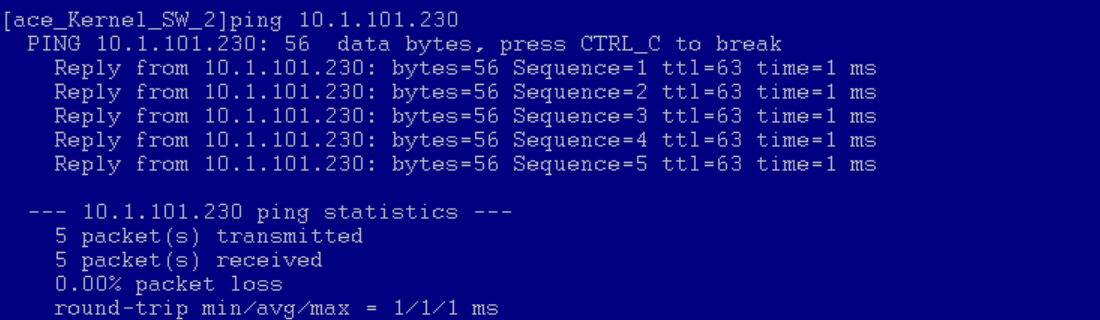 [ace_Kernel_SW_2]ping 10.1.101.230
PING 10.1.101.230: 56  data bytes, press CTRL_C to break
Reply from 10.1.101.230: bytes=56 Sequence=1 ttl=63 time=1 ms
Reply from 10.1.101.230: bytes=56 Sequence=2 ttl=63 time=1 ms
Reply from 10.1.101.230: bytes=56 Sequence=3 ttl=63 time=1 ms
Reply from 10.1.101.230: bytes=56 Sequence=4 ttl=63 time=1 ms
Reply from 10.1.101.230: bytes=56 Sequence=5 ttl=63 time=1 ms
--- 10.1.101.230 ping statistics ---
5 packet(s) transmitted
5 packet(s) received
0.00% packet loss
round-trip min/avg/max = 1/1/1 ms